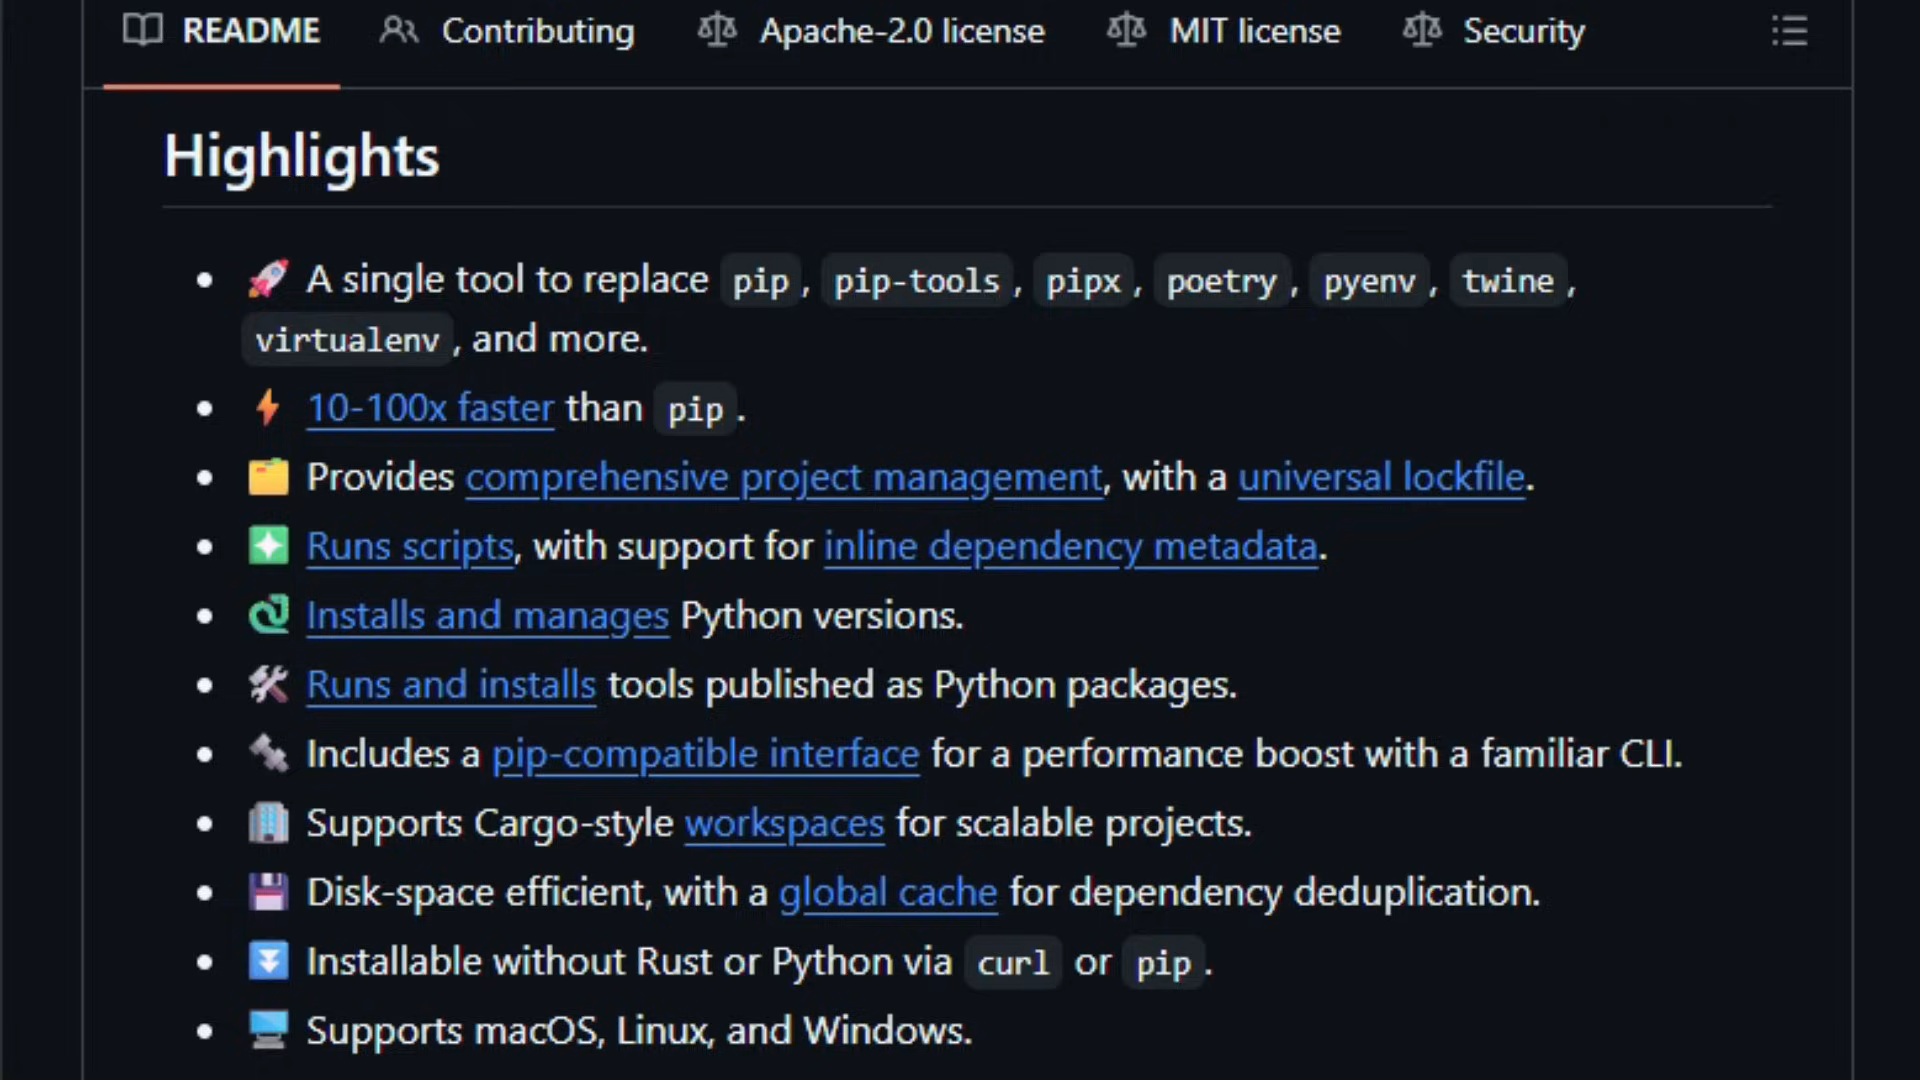 README Contributing Apache-2.0 license MIT license Security
Highlights
• 🚀 A single tool to replace pip, pip-tools, pipx, poetry, pyenv, twine,
virtualenv, and more.
• ⚡ 10-100x faster than pip.
• 🗂️ Provides comprehensive project management, with a universal lockfile.
• ❇️ Runs scripts, with support for inline dependency metadata.
• 🐍 Installs and manages Python versions.
• 🛠️ Runs and installs tools published as Python packages.
• 🔩 Includes a pip-compatible interface for a performance boost with a familiar CLI.
• 🏢 Supports Cargo-style workspaces for scalable projects.
• 💾 Disk-space efficient, with a global cache for dependency deduplication.
• ⏬ Installable without Rust or Python via curl or pip.
• 🖥️ Supports macOS, Linux, and Windows.